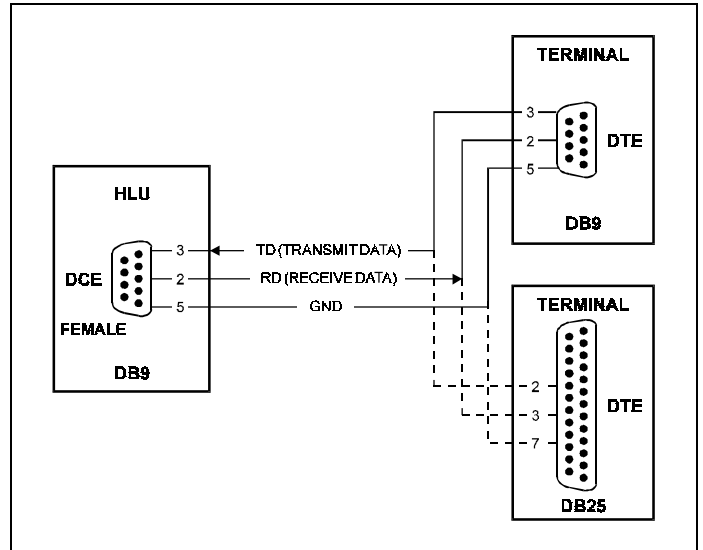 TERMINAL
3
2
5
DTE
DB9
HLU
DCE
3
2
5
FEMALE
DB9
TD (TRANSMIT DATA)
RD (RECEIVE DATA)
GND
TERMINAL
2
3
7
DTE
DB25